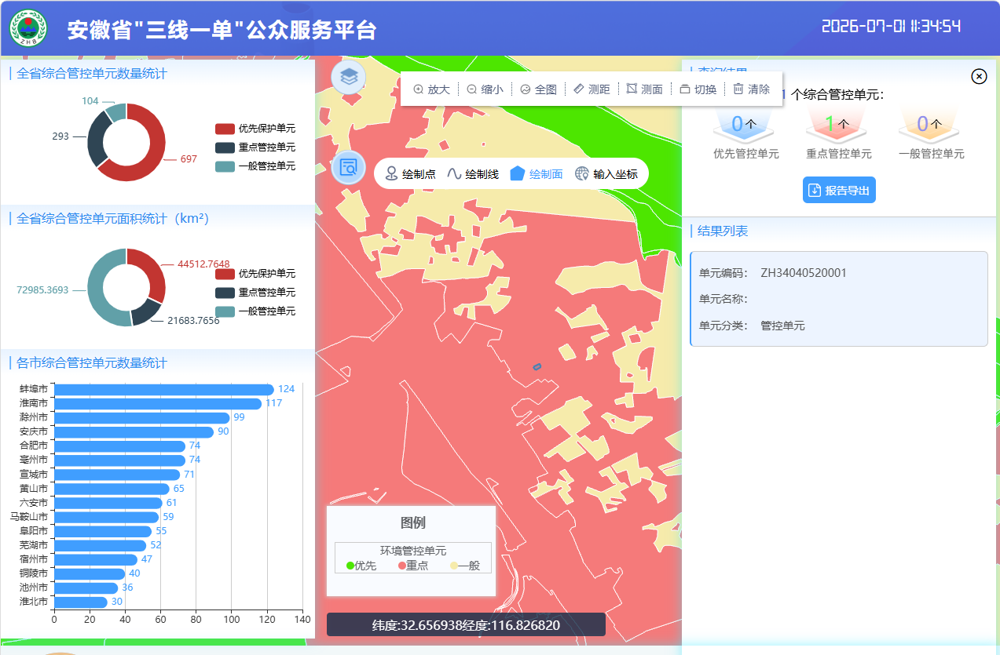 安徽省"三线一单"公众服务平台
2026-07-01 11:34:54
ZHB
全省综合管控单元数量统计
104
293
697
优先保护单元
重点管控单元
一般管控单元
全省综合管控单元面积统计（km²）
44512.7648
72985.3693
21683.7656
优先保护单元
重点管控单元
一般管控单元
各市综合管控单元数量统计
蚌埠市 124
淮南市 117
滁州市 99
安庆市 90
合肥市 74
亳州市 74
宣城市 71
黄山市 65
六安市 61
马鞍山市 59
阜阳市 55
芜湖市 52
宿州市 47
铜陵市 40
池州市 36
淮北市 30
0 20 40 60 80 100 120 140
放大 缩小 全图 测距 测面 切换 清除
绘制点 绘制线 绘制面 输入坐标
图例
环境管控单元
优先 重点 一般
纬度:32.656938经度:116.826820
查询结果
1 个综合管控单元：
0个 1个 0个
优先管控单元 重点管控单元 一般管控单元
报告导出
结果列表
单元编码： ZH34040520001
单元名称：
单元分类： 管控单元